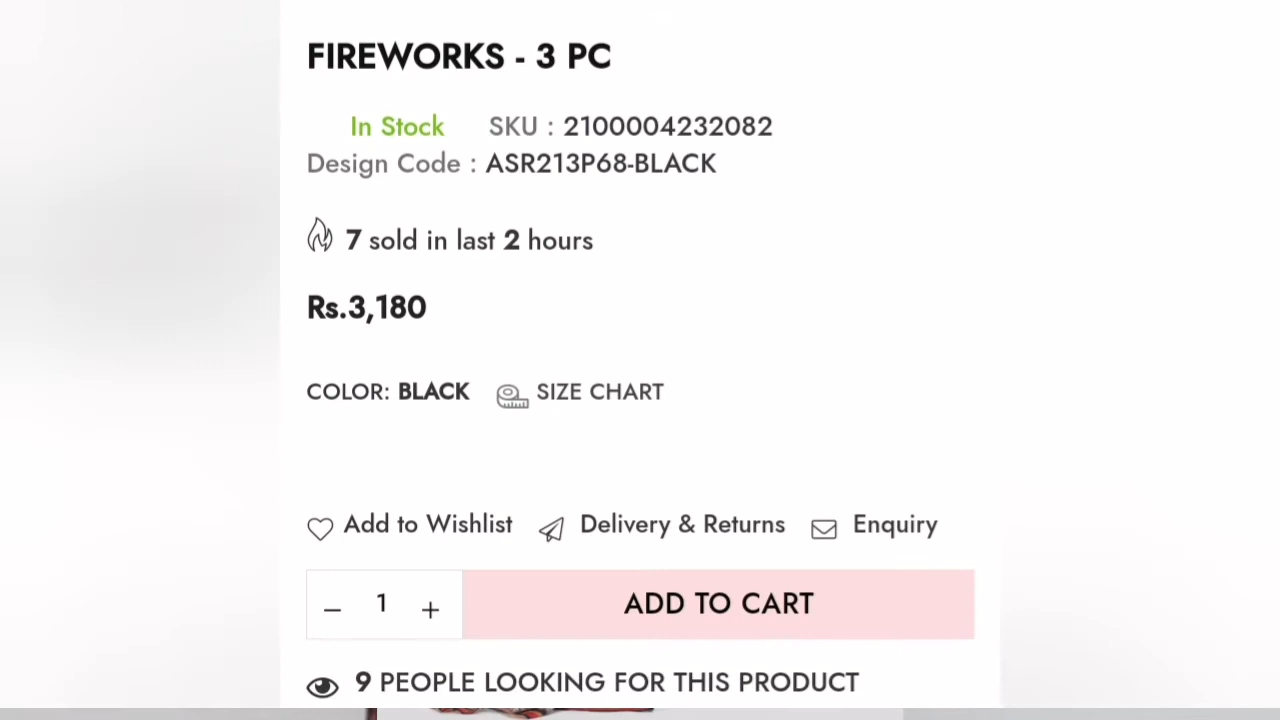 FIREWORKS - 3 PC
In Stock SKU : 2100004232082
Design Code : ASR213P68-BLACK
7 sold in last 2 hours
Rs.3,180
COLOR: BLACK SIZE CHART
Add to Wishlist Delivery & Returns Enquiry
− 1 + ADD TO CART
9 PEOPLE LOOKING FOR THIS PRODUCT